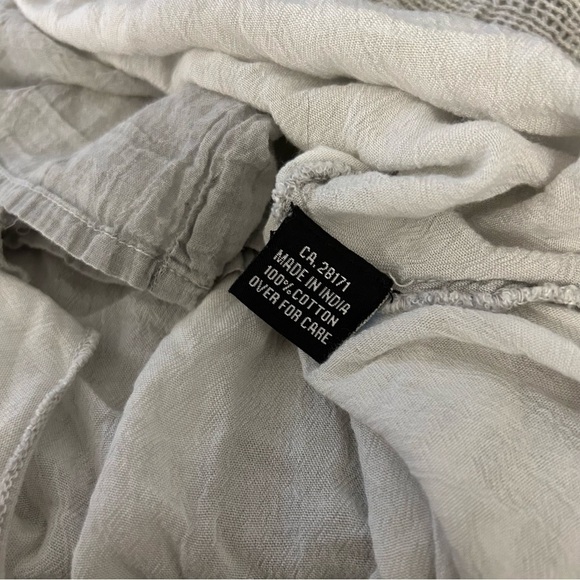 CA. 28171
MADE IN INDIA
100% COTTON
OVER FOR CARE